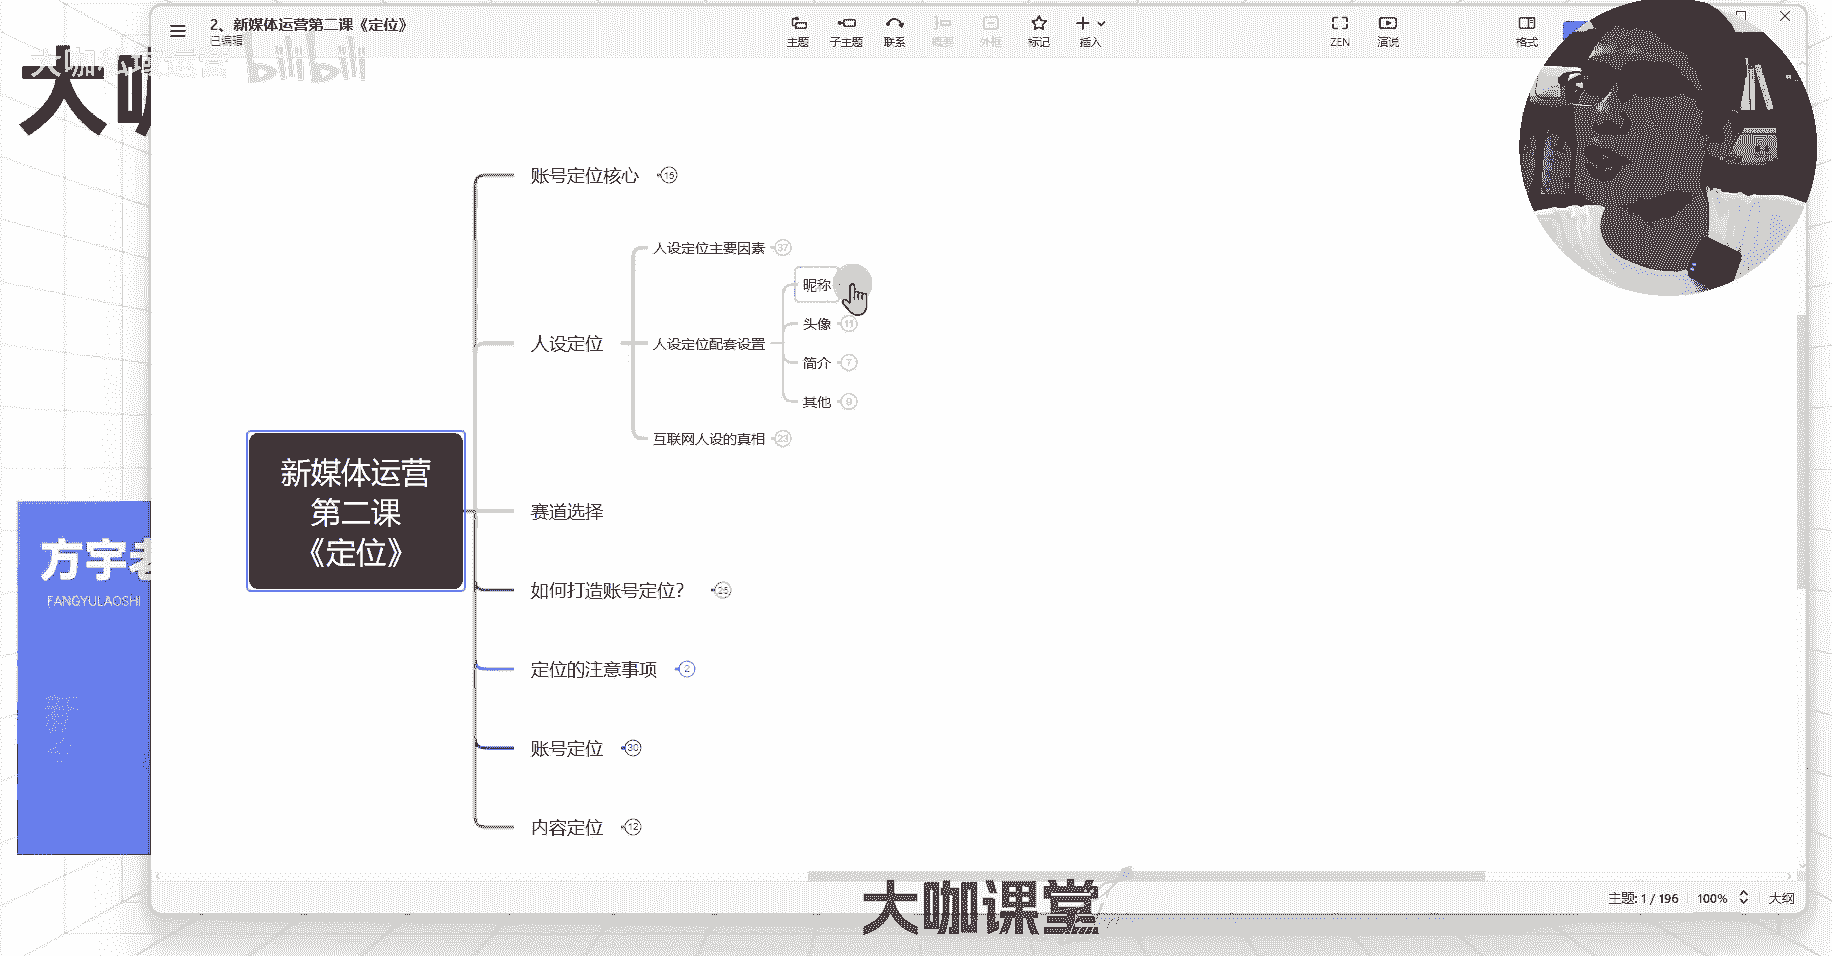 2、新媒体运营第二课《定位》
已编辑
主题
子主题
联系
概要
外框
标记
插入
ZEN
演说
格式
大咖
bilibili
账号定位核心
人设定位主要因素 37
昵称
头像 11
人设定位
人设定位配套设置
简介 7
其他 9
互联网人设的真相 23
新媒体运营
第二课
《定位》
赛道选择
如何打造账号定位？
定位的注意事项 2
账号定位 30
内容定位 12
方宇老
FANGYULAOSHI
大咖课堂
主题: 1 / 196
100%
大纲